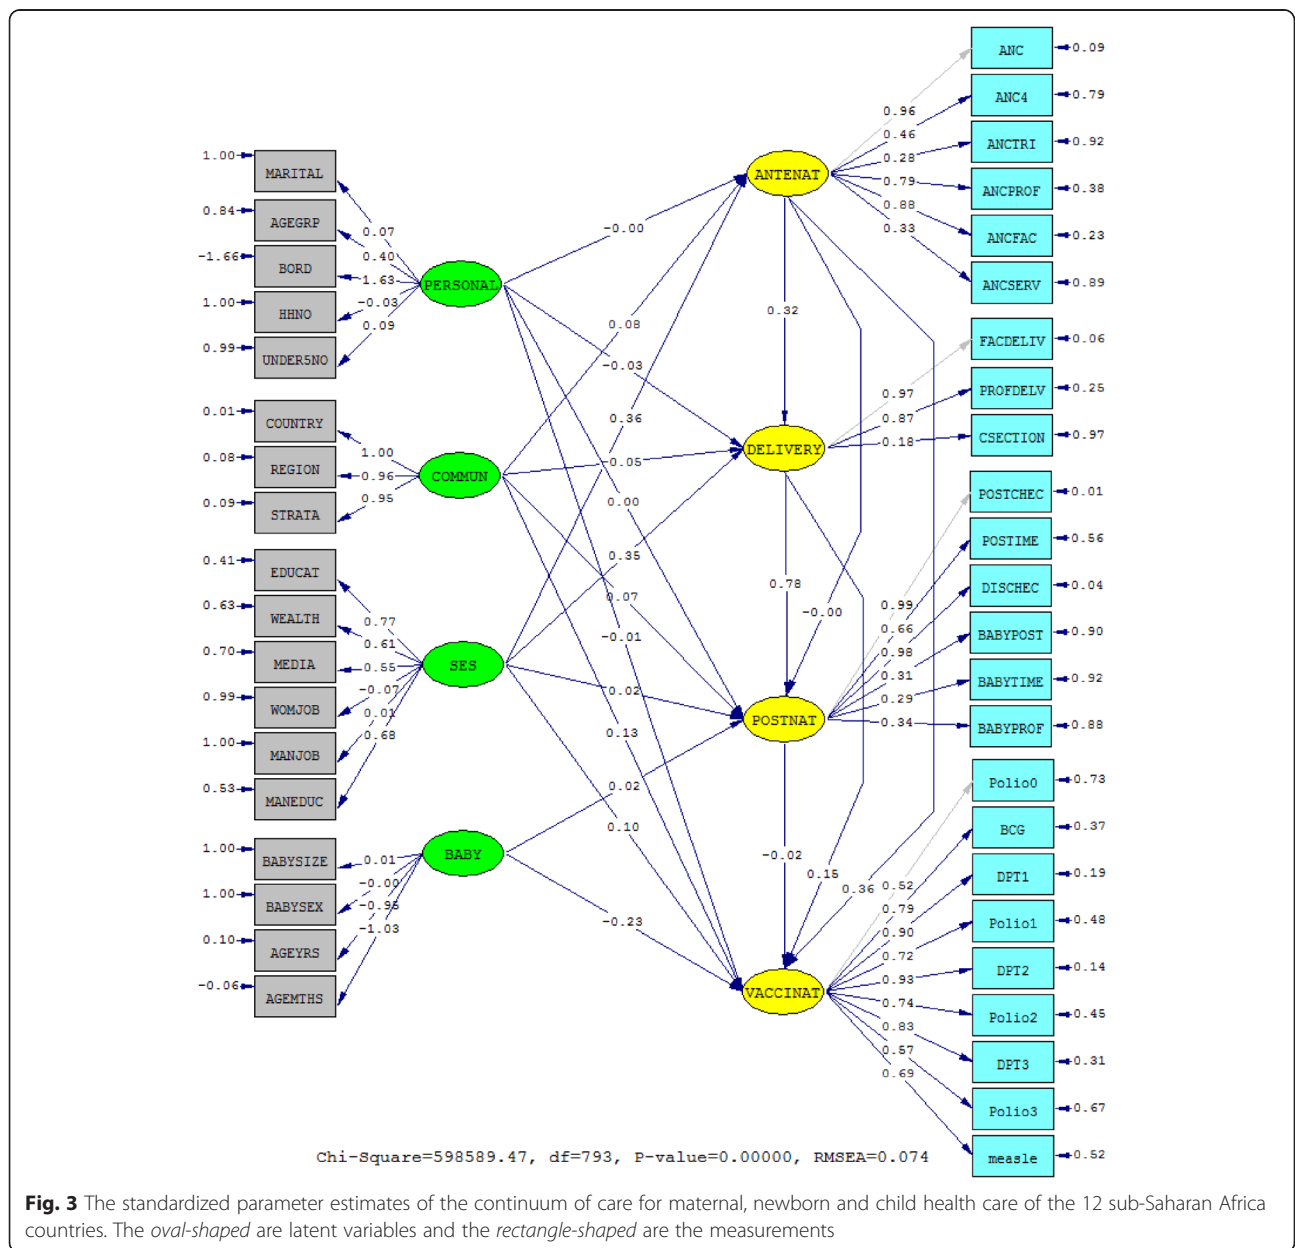 ANC
0.09
ANC4
0.79
ANCTRI
0.92
ANCPROF
0.38
ANCFAC
0.23
ANCSERV
0.89
0.96
0.46
0.28
0.79
0.88
0.33
ANTENAT
1.00
MARITAL
0.84
AGEGRP
-1.66
BORD
1.00
HHNO
0.99
UNDER5NO
0.07
0.40
1.63
-0.03
0.09
PERSONAL
-0.00
0.08
-0.03
0.36
-0.05
0.00
0.35
0.07
-0.01
0.02
0.13
0.02
0.10
-0.23
0.32
FACDELIV
0.06
PROFDELV
0.25
CSECTION
0.97
0.97
0.87
0.18
DELIVERY
0.01
COUNTRY
0.08
REGION
0.09
STRATA
1.00
0.96
0.95
COMMUN
POSTCHEC
0.01
POSTIME
0.56
DISCHEC
0.04
BABYPOST
0.90
BABYTIME
0.92
BABYPROF
0.88
0.99
0.66
0.98
0.31
0.29
0.34
0.78
-0.00
POSTNAT
0.41
EDUCAT
0.63
WEALTH
0.70
MEDIA
0.99
WOMJOB
1.00
MANJOB
0.53
MANEDUC
0.77
0.61
0.55
-0.07
0.01
0.68
SES
1.00
BABYSIZE
1.00
BABYSEX
0.10
AGEYRS
-0.06
AGEMTHS
0.01
-0.00
-0.95
-1.03
BABY
-0.02
0.15
0.36
VACCINAT
Polio0
0.73
BCG
0.37
DPT1
0.19
Polio1
0.48
DPT2
0.14
Polio2
0.45
DPT3
0.31
Polio3
0.67
measle
0.52
0.52
0.79
0.90
0.72
0.93
0.74
0.83
0.57
0.69
Chi-Square=598589.47, df=793, P-value=0.00000, RMSEA=0.074
Fig. 3 The standardized parameter estimates of the continuum of care for maternal, newborn and child health care of the 12 sub-Saharan Africa
countries. The oval-shaped are latent variables and the rectangle-shaped are the measurements